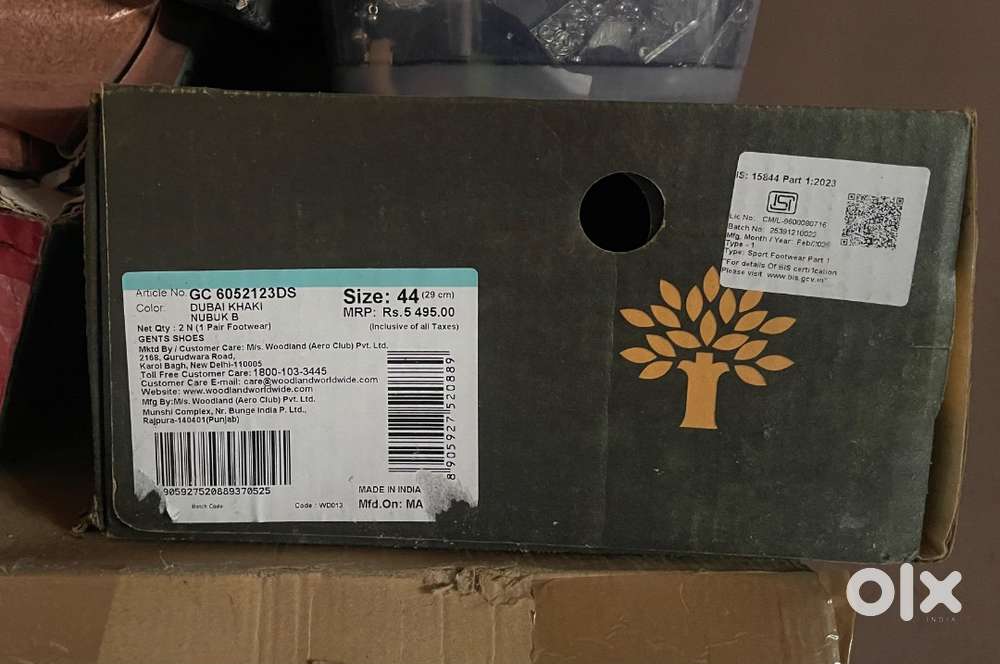 Article No. GC 6052123DS
Color: DUBAI KHAKI
NUBUK B
Size: 44 (29 cm)
MRP: Rs.5 495.00
(Inclusive of all Taxes)
Net Qty : 2 N (1 Pair Footwear)
GENTS SHOES
Mktd By / Customer Care: M/s. Woodland (Aero Club) Pvt. Ltd.
2168, Gurudwara Road,
Karol Bagh, New Delhi-110005
Toll Free Customer Care: 1800-103-3445
Customer Care E-mail: care@woodlandworldwide.com
Website: www.woodlandworldwide.com
Mfg By:M/s. Woodland (Aero Club) Pvt. Ltd.
Munshi Complex, Nr. Bunge India P. Ltd.,
Rajpura-140401(Punjab)
8905927520889
905927520889370525
Batch Code
Code : WD013
MADE IN INDIA
Mfd.On: MA
IS: 15844 Part 1:2023
ISI
Lic No: CM/L-9600080716
Batch No: 25391210022
Mfg. Month / Year: Feb/
Type - 1
Type: Sport Footwear Part 1
"For details Of BIS certification
Please visit www.bis.gov.in"
OLX
INDIA